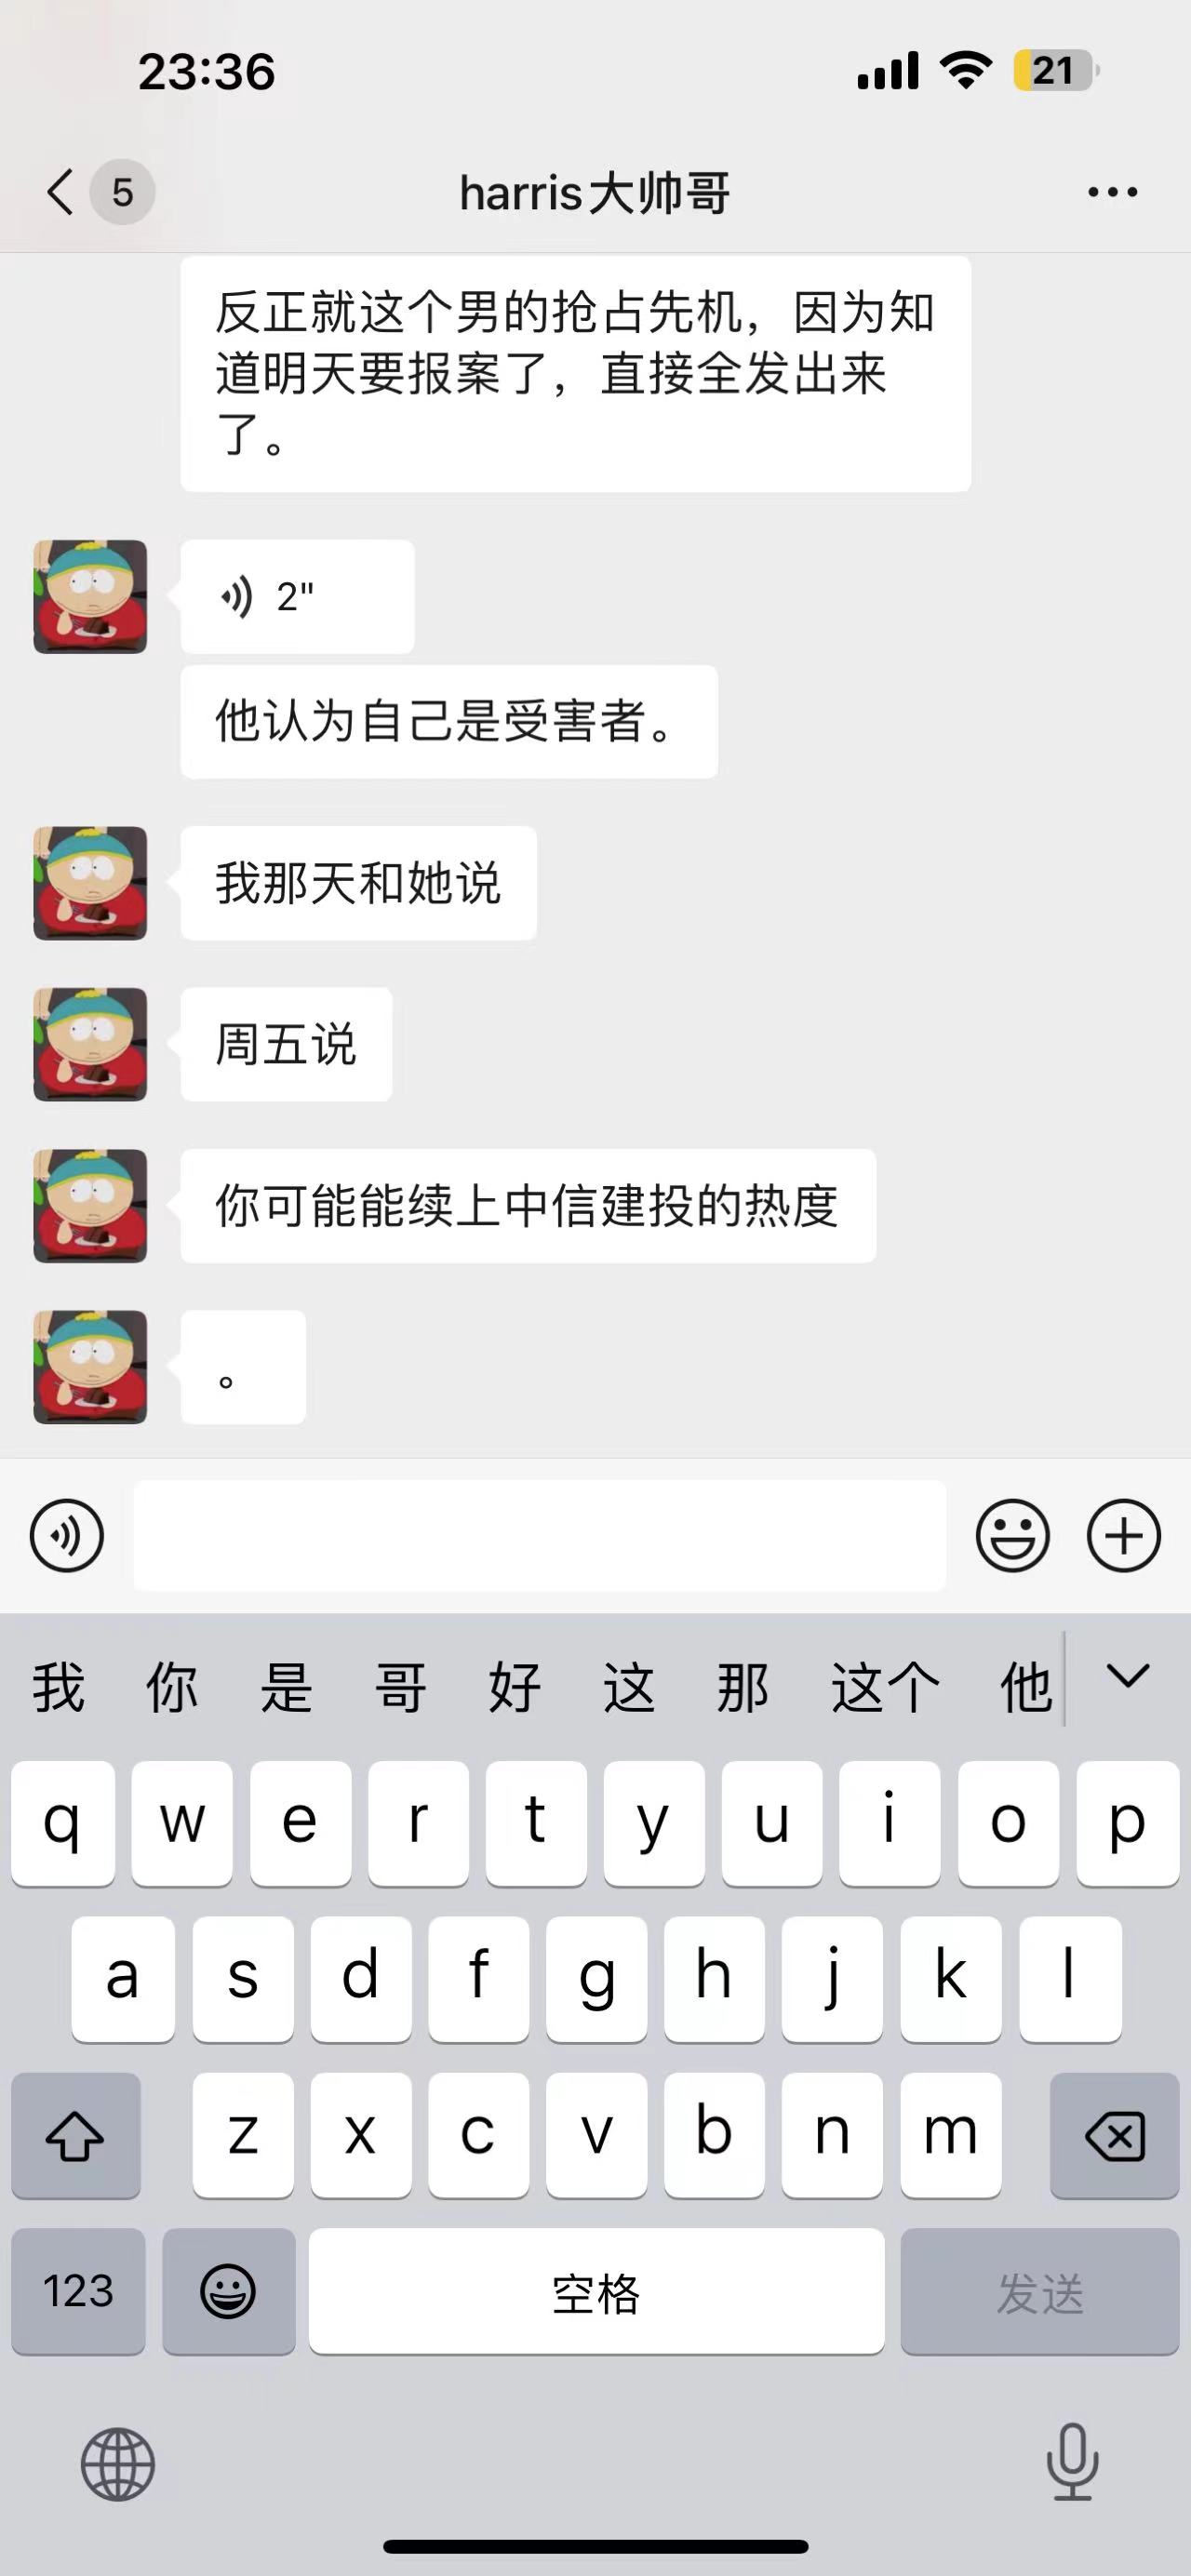 23:36
21
5
harris大帅哥
反正就这个男的抢占先机，因为知
道明天要报案了，直接全发出来
了。
2"
他认为自己是受害者。
我那天和她说
周五说
你可能能续上中信建投的热度
。
我 你 是 哥 好 这 那 这个 他
q w e r t y u i o p
a s d f g h j k l
z x c v b n m
123 空格 发送